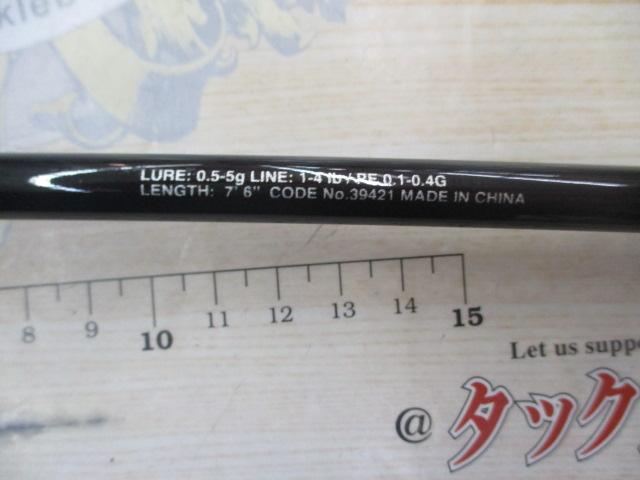 kleb
LURE: 0.5-5g LINE: 1-4 lb / PE 0.1-0.4G
LENGTH: 7' 6" CODE No.39421 MADE IN CHINA
8 9 10 11 12 13 14 15
Let us suppo
@ タック